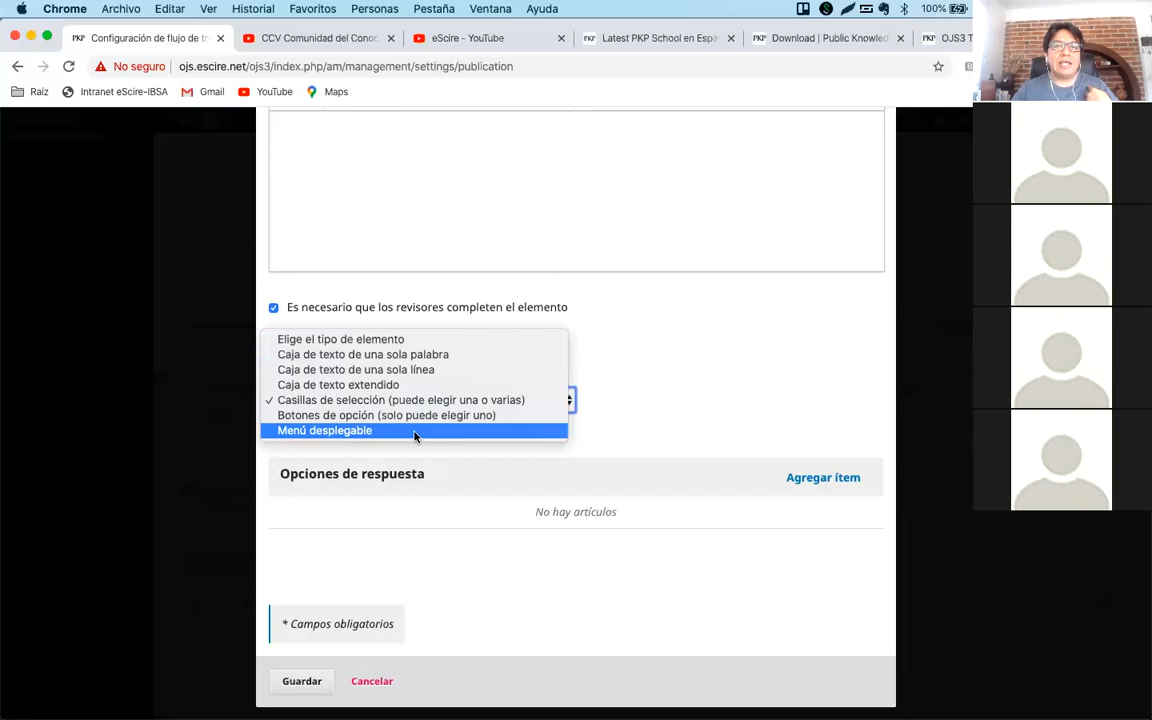 Chrome Archivo Editar Ver Historial Favoritos Personas Pestaña Ventana Ayuda 100%
PKP Configuración de flujo de tr
CCV Comunidad del Conoc
eScire - YouTube
PKP Latest PKP School en Espa
PKP Download | Public Knowled
PKP OJS3 T
No seguro ojs.escire.net/ojs3/index.php/am/management/settings/publication
Raíz Intranet eScire-IBSA Gmail YouTube Maps
Es necesario que los revisores completen el elemento
Elige el tipo de elemento
Caja de texto de una sola palabra
Caja de texto de una sola línea
Caja de texto extendido
Casillas de selección (puede elegir una o varias)
Botones de opción (solo puede elegir uno)
Menú desplegable
Opciones de respuesta Agregar ítem
No hay artículos
* Campos obligatorios
Guardar Cancelar